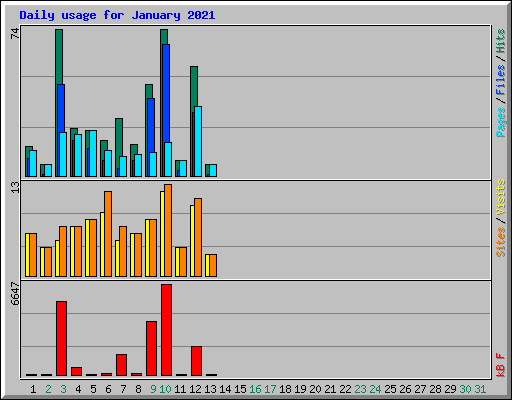 Daily usage for January 2021
74
Pages / Files / Hits
13
Sites / Visits
6647
kB F
1 2 3 4 5 6 7 8 9 10 11 12 13 14 15 16 17 18 19 20 21 22 23 24 25 26 27 28 29 30 31